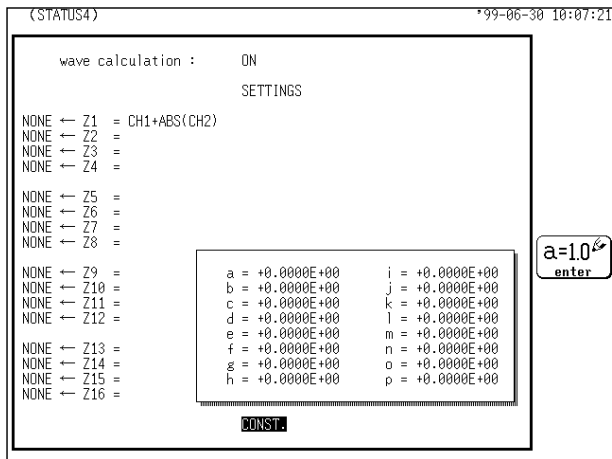 (STATUS4) '99-06-30 10:07:21
wave calculation : ON
SETTINGS
NONE ← Z1 = CH1+ABS(CH2)
NONE ← Z2 =
NONE ← Z3 =
NONE ← Z4 =
NONE ← Z5 =
NONE ← Z6 =
NONE ← Z7 =
NONE ← Z8 =
NONE ← Z9 =
NONE ← Z10 =
NONE ← Z11 =
NONE ← Z12 =
NONE ← Z13 =
NONE ← Z14 =
NONE ← Z15 =
NONE ← Z16 =
a = +0.0000E+00 i = +0.0000E+00
b = +0.0000E+00 j = +0.0000E+00
c = +0.0000E+00 k = +0.0000E+00
d = +0.0000E+00 l = +0.0000E+00
e = +0.0000E+00 m = +0.0000E+00
f = +0.0000E+00 n = +0.0000E+00
g = +0.0000E+00 o = +0.0000E+00
h = +0.0000E+00 p = +0.0000E+00
CONST.
a=1.0
enter